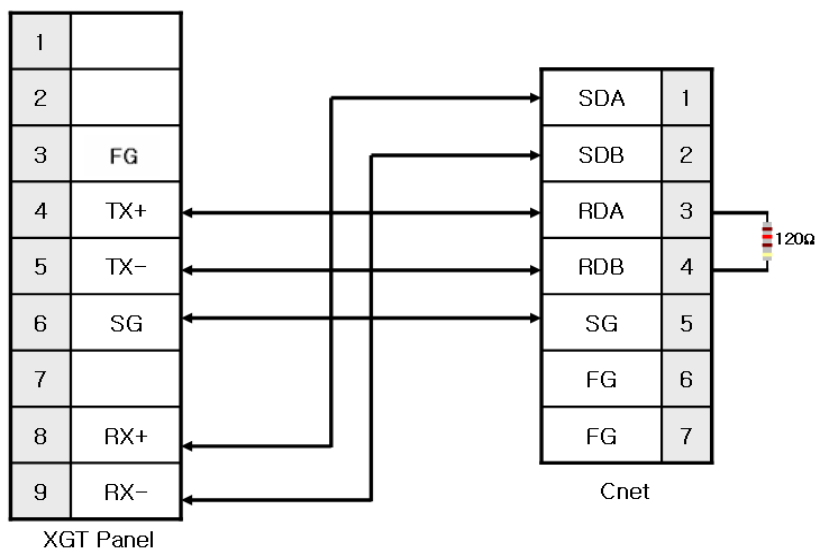 1
2
3 FG
4 TX+
5 TX-
6 SG
7
8 RX+
9 RX-
XGT Panel
SDA 1
SDB 2
RDA 3
RDB 4
SG 5
FG 6
FG 7
Cnet
120Ω